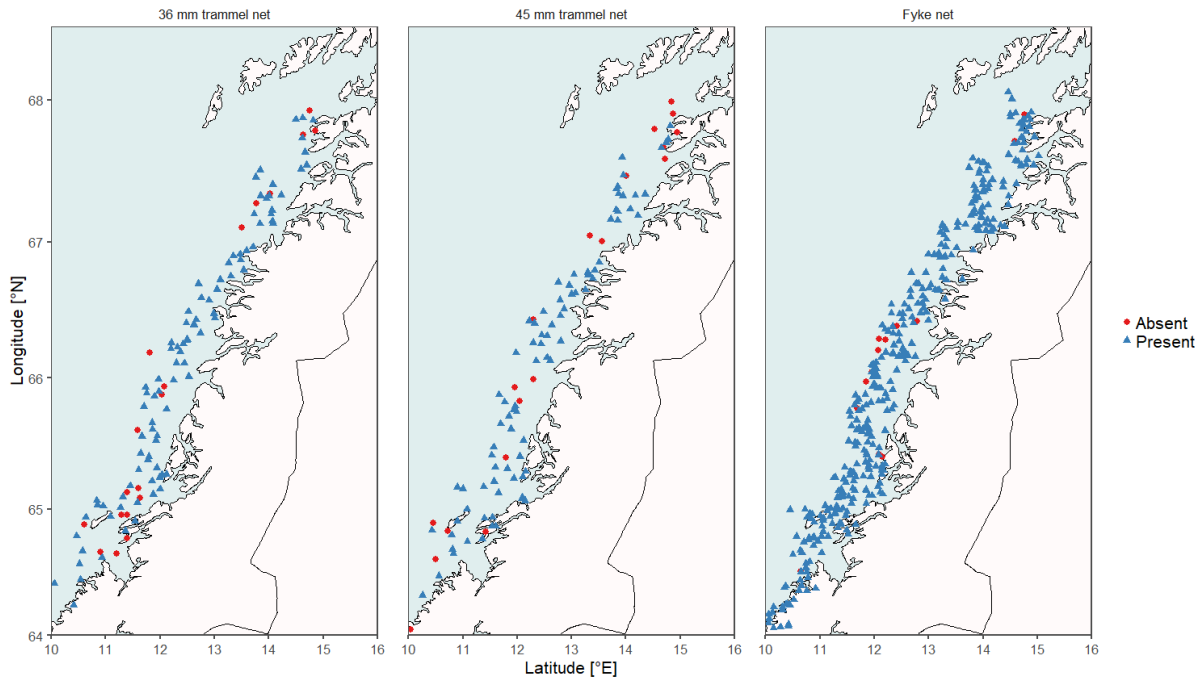 36 mm trammel net
45 mm trammel net
Fyke net
68
67
66
65
64
Longitude [°N]
10 11 12 13 14 15 16
10 11 12 13 14 15 16
10 11 12 13 14 15 16
Latitude [°E]
Absent
Present